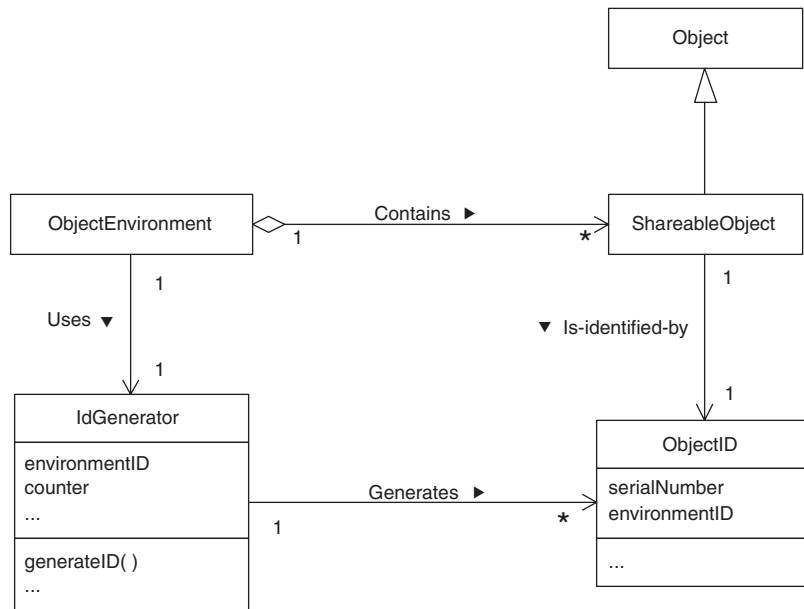 Object
ObjectEnvironment
Contains ▶
1
*
ShareableObject
1
Uses ▼
1
1
▼ Is-identified-by
1
IdGenerator
environmentID
counter
...
generateID( )
...
Generates ▶
1
*
ObjectID
serialNumber
environmentID
...